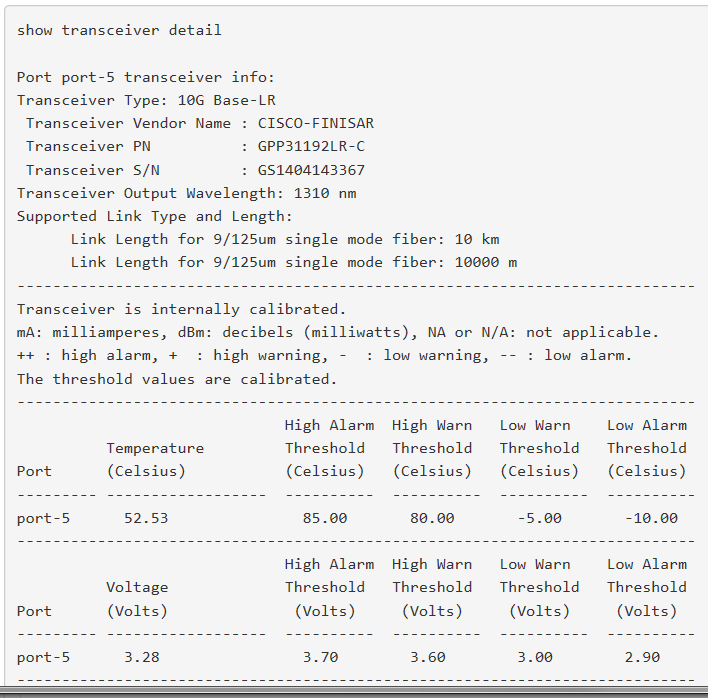 show transceiver detail

Port port-5 transceiver info:
Transceiver Type: 10G Base-LR
 Transceiver Vendor Name : CISCO-FINISAR
 Transceiver PN          : GPP31192LR-C
 Transceiver S/N         : GS1404143367
Transceiver Output Wavelength: 1310 nm
Supported Link Type and Length:
      Link Length for 9/125um single mode fiber: 10 km
      Link Length for 9/125um single mode fiber: 10000 m
----------------------------------------------------------------------------
Transceiver is internally calibrated.
mA: milliamperes, dBm: decibels (milliwatts), NA or N/A: not applicable.
++ : high alarm, +  : high warning, -  : low warning, -- : low alarm.
The threshold values are calibrated.
----------------------------------------------------------------------------
                              High Alarm  High Warn   Low Warn    Low Alarm
          Temperature         Threshold   Threshold   Threshold   Threshold
Port      (Celsius)           (Celsius)   (Celsius)   (Celsius)   (Celsius)
--------- ------------------  ----------  ----------  ----------  ----------
port-5      52.53               85.00       80.00       -5.00       -10.00
----------------------------------------------------------------------------
                              High Alarm  High Warn   Low Warn    Low Alarm
          Voltage             Threshold   Threshold   Threshold   Threshold
Port      (Volts)              (Volts)     (Volts)     (Volts)     (Volts)
--------- ------------------  ----------  ----------  ----------  ----------
port-5      3.28                3.70        3.60        3.00        2.90
----------------------------------------------------------------------------